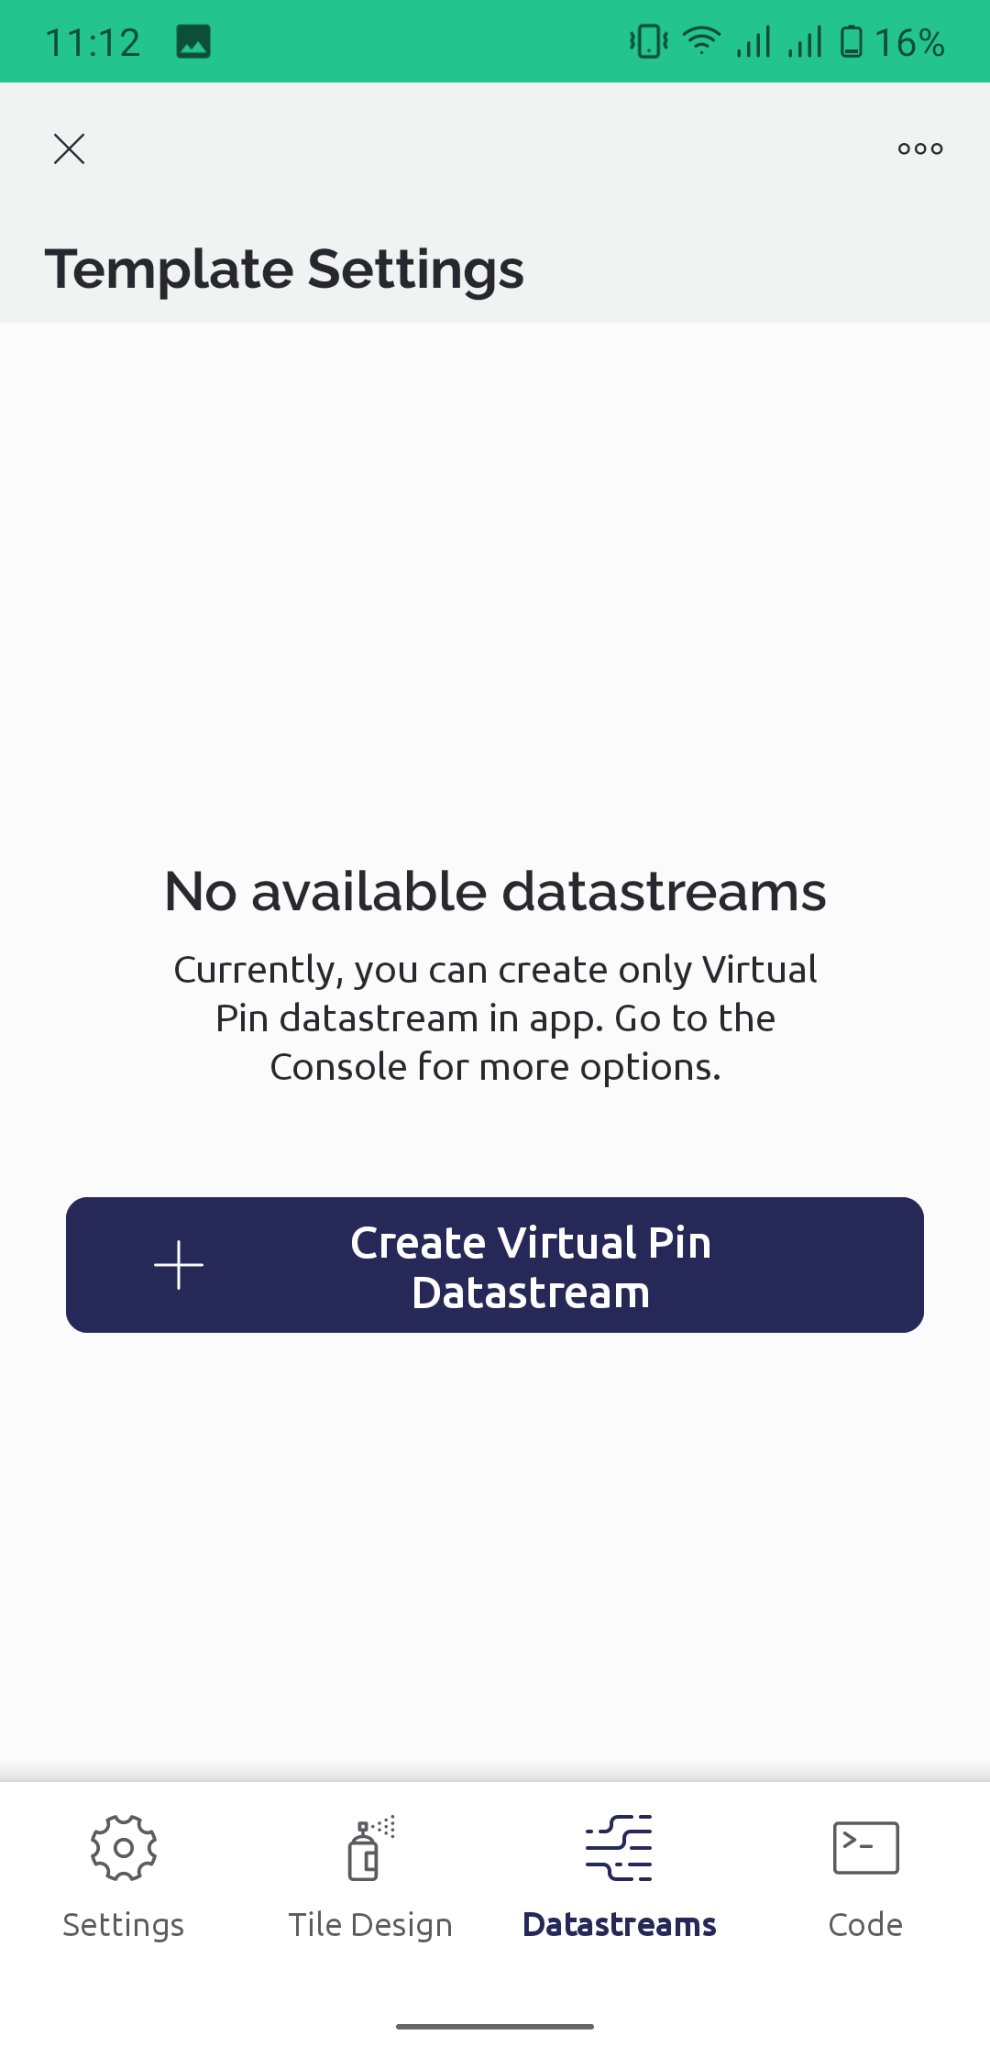 11:12
16%
Template Settings
No available datastreams
Currently, you can create only Virtual
Pin datastream in app. Go to the
Console for more options.
Create Virtual Pin
Datastream
Settings
Tile Design
Datastreams
Code